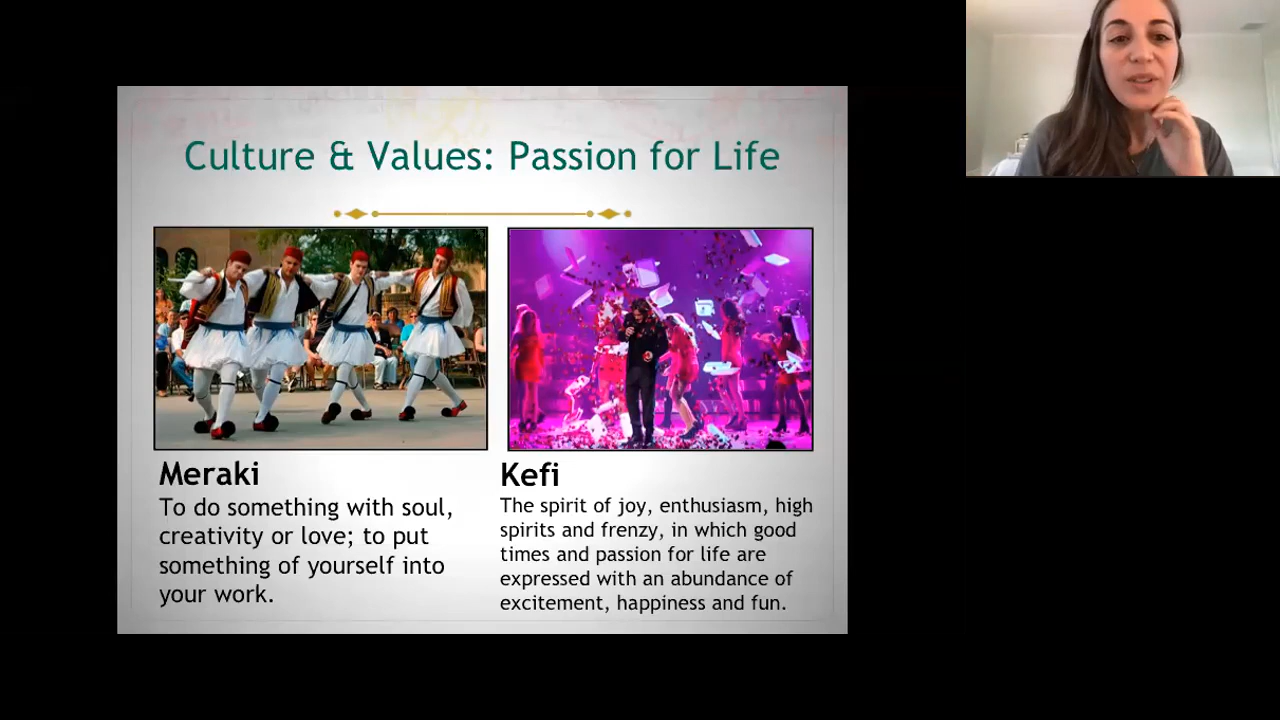 Culture & Values: Passion for Life
Meraki
To do something with soul,
creativity or love; to put
something of yourself into
your work.
Kefi
The spirit of joy, enthusiasm, high
spirits and frenzy, in which good
times and passion for life are
expressed with an abundance of
excitement, happiness and fun.